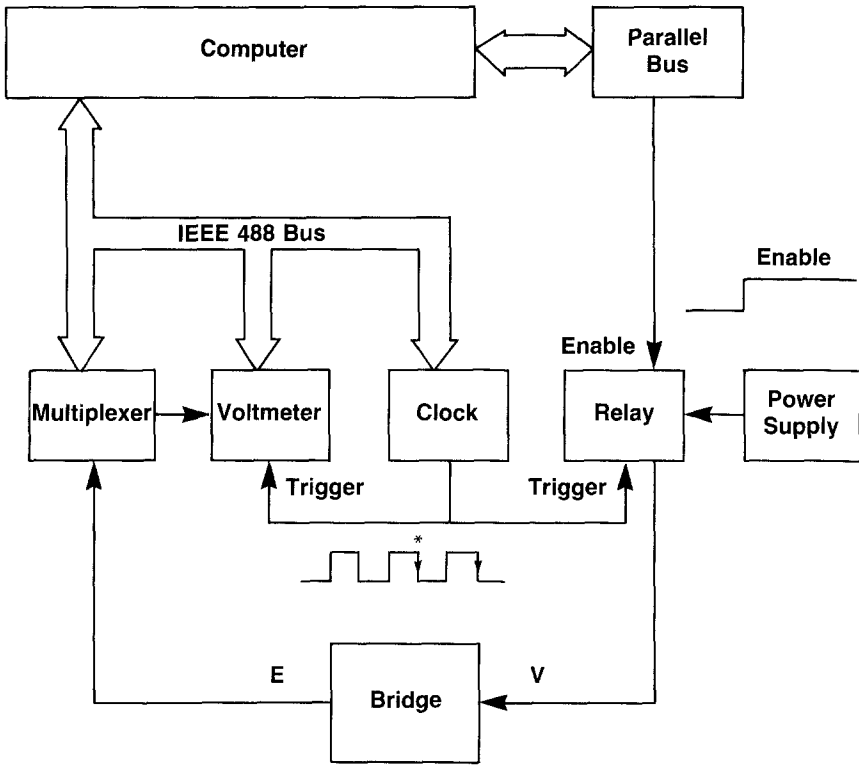 Computer
Parallel
Bus
IEEE 488 Bus
Enable
Enable
Multiplexer
Voltmeter
Clock
Relay
Power
Supply
Trigger
Trigger
*
E
V
Bridge